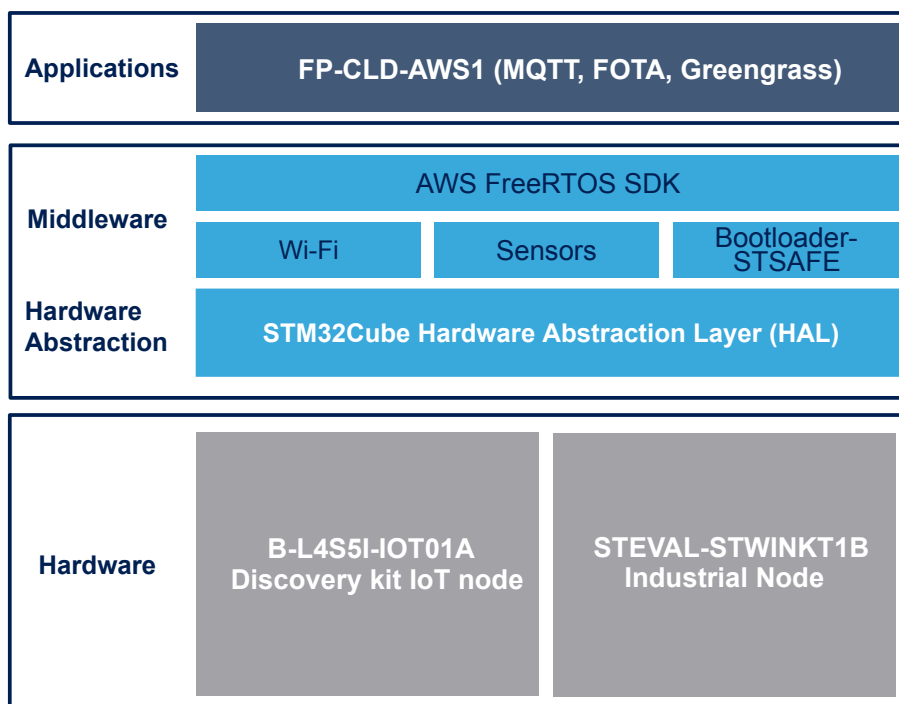 Applications
FP-CLD-AWS1 (MQTT, FOTA, Greengrass)
Middleware
AWS FreeRTOS SDK
Wi-Fi
Sensors
Bootloader-
STSAFE
Hardware
Abstraction
STM32Cube Hardware Abstraction Layer (HAL)
Hardware
B-L4S5I-IOT01A
Discovery kit IoT node
STEVAL-STWINKT1B
Industrial Node